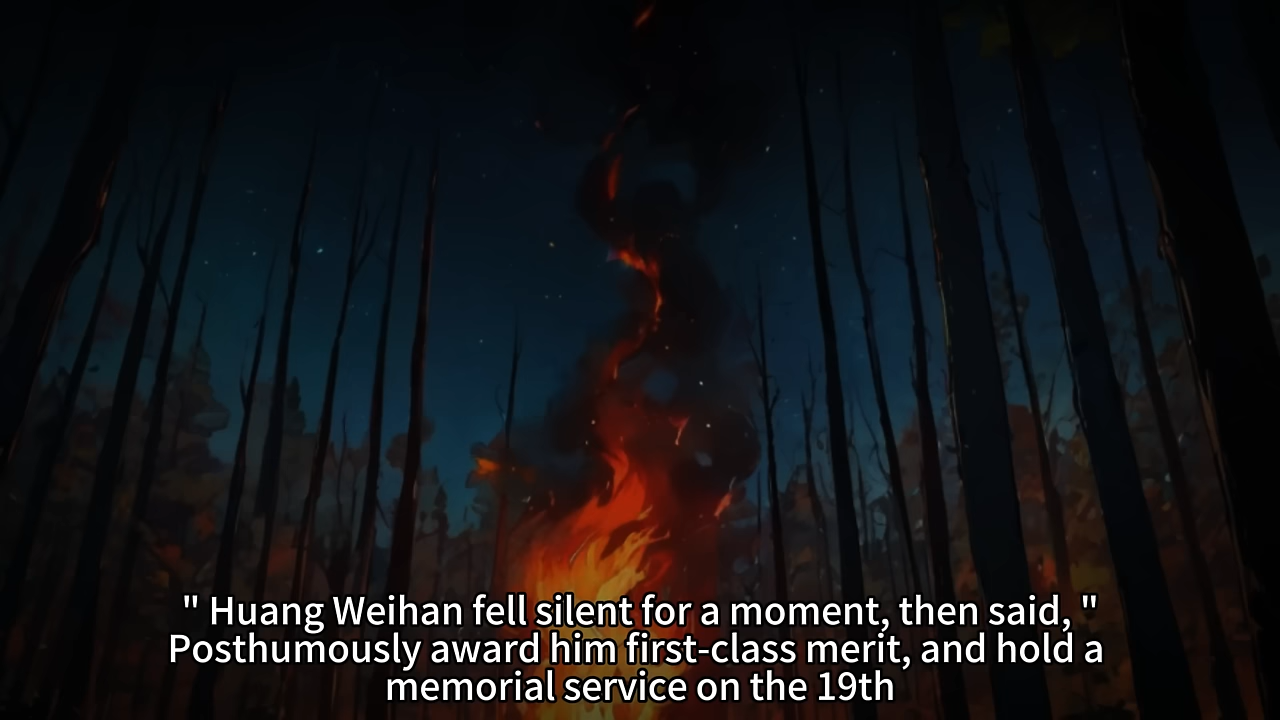 " Huang Weihan fell silent for a moment, then said, "
Posthumously award him first-class merit, and hold a
memorial service on the 19th